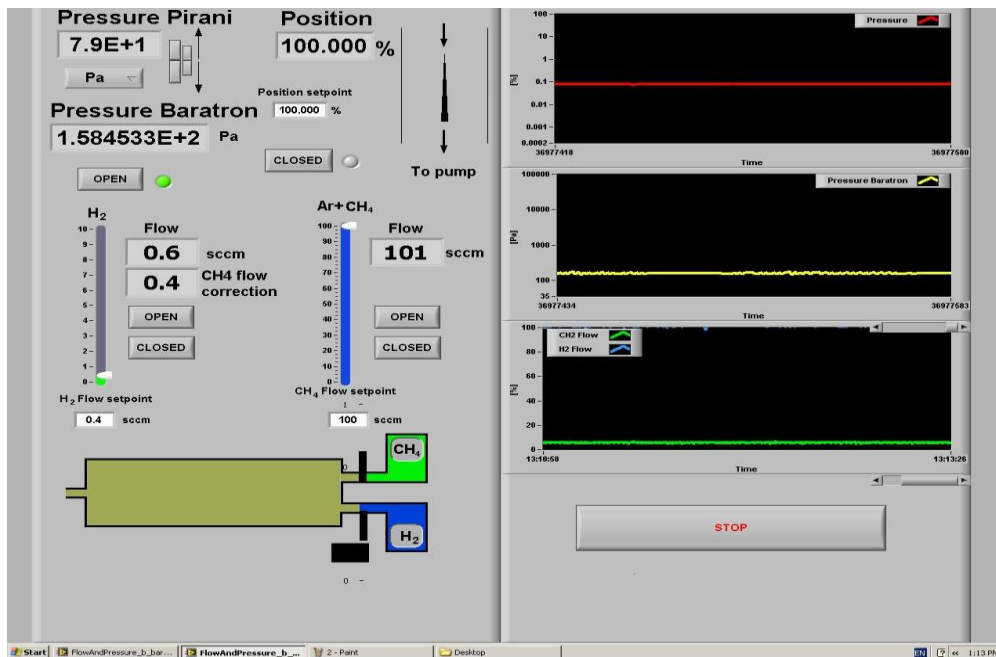 Pressure Pirani
7.9E+1
Pa
Position
100.000 %
Position setpoint
100.000 %
Pressure Baratron
1.584533E+2 Pa
OPEN
CLOSED
To pump
H2
10
9
8
7
6
5
4
3
2
1
0
Flow
0.6 sccm
0.4 CH4 flow correction
OPEN
CLOSED
H2 Flow setpoint
0.4 sccm
Ar+CH4
100
90
80
70
60
50
40
30
20
10
0
Flow
101 sccm
OPEN
CLOSED
CH4 Flow setpoint
1 -
100 sccm
0
CH4
H2
0 -
Pressure
100
10
1
0.1
0.01
0.001
0.0002
[%]
36977418 36977580
Time
Pressure Baratron
100000
10000
1000
100
35
[Pa]
36977434 36977583
Time
CH2 Flow
H2 Flow
100
80
60
40
20
0
[%]
13:10:58 13:13:26
Time
STOP
Start FlowAndPressure_b_bar... FlowAndPressure_b_... 2 - Paint Desktop EN ? « 1:13 PM